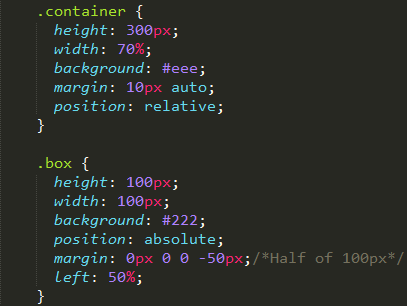 .container {
height: 300px;
width: 70%;
background: #eee;
margin: 10px auto;
position: relative;
}
.box {
height: 100px;
width: 100px;
background: #222;
position: absolute;
margin: 0px 0 0 -50px;/*Half of 100px*/
left: 50%;
}